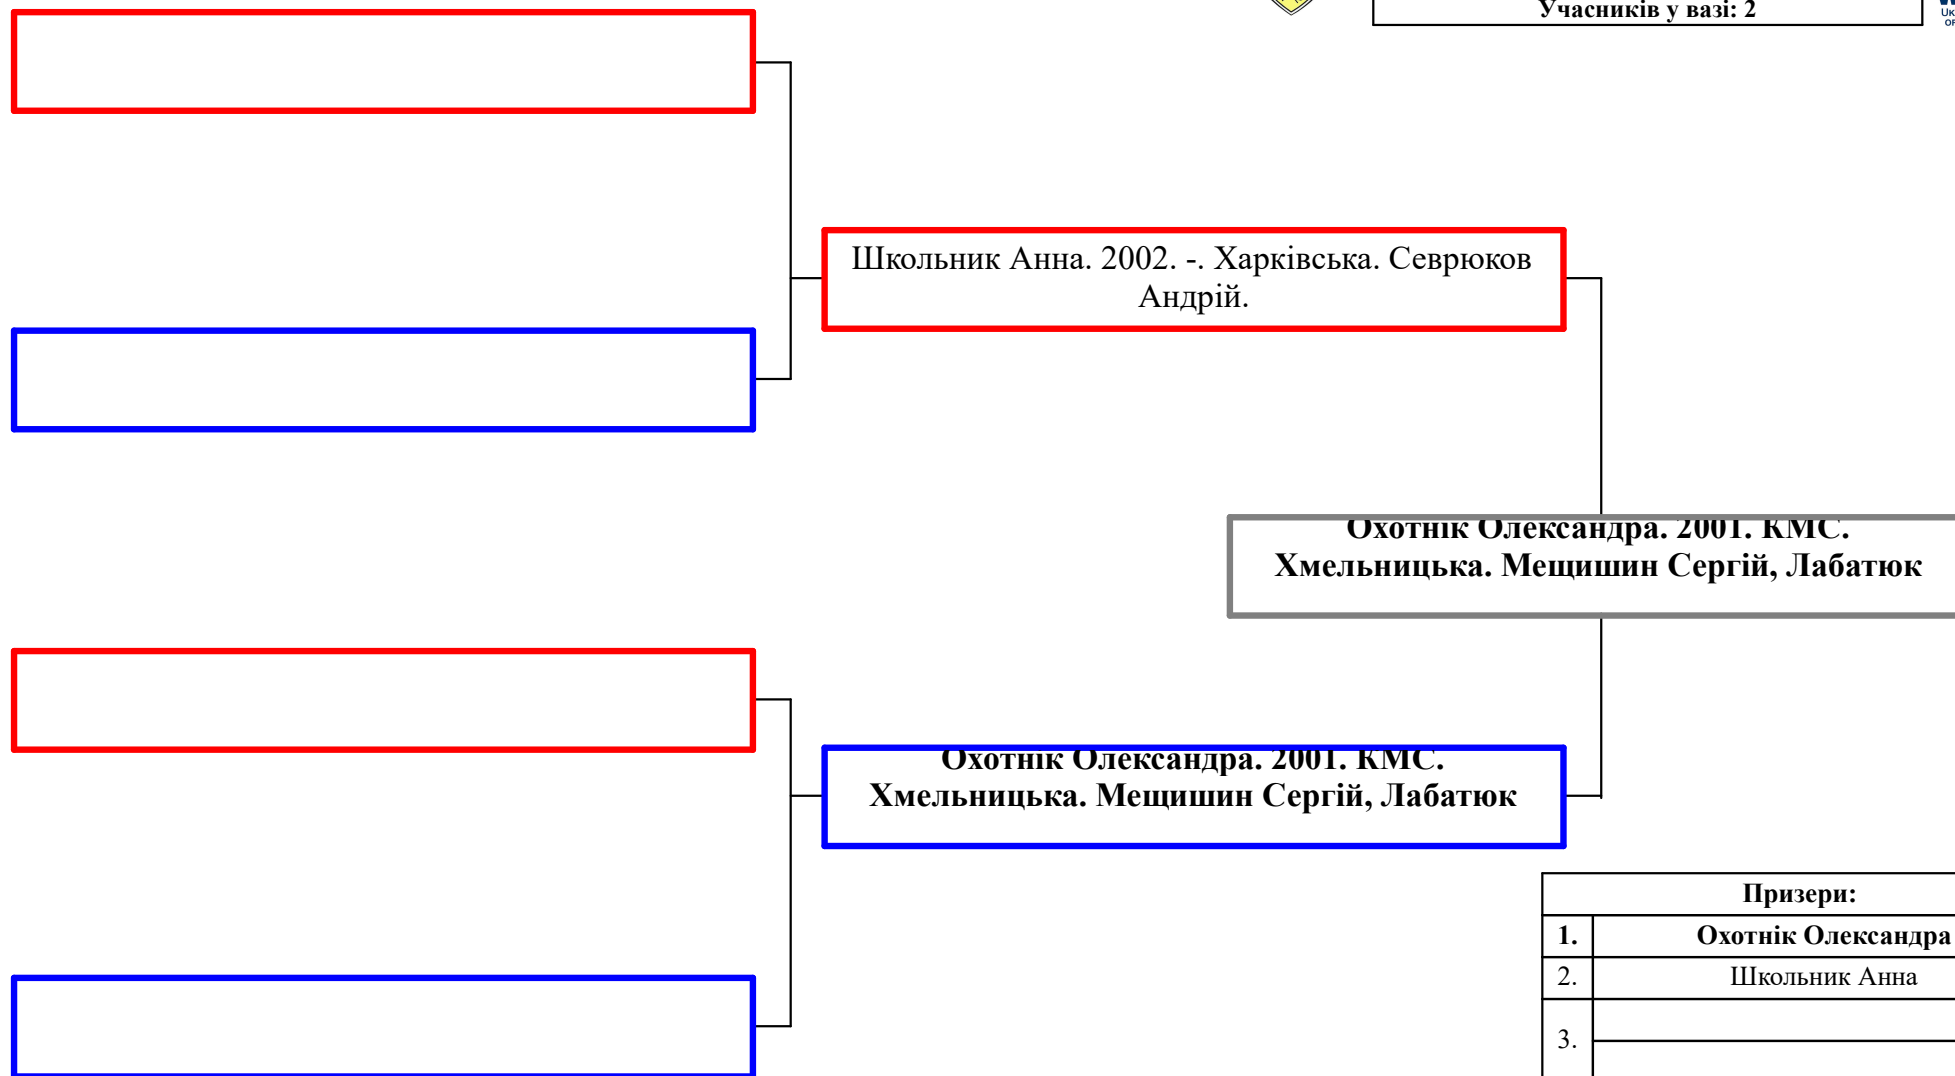 Учасників у вазі: 2
Школьник Анна. 2002. -. Харківська. Севрюков
Андрій.
Охотнік Олександра. 2001. КМС.
Хмельницька. Мещишин Сергій, Лабатюк
Охотнік Олександра. 2001. КМС.
Хмельницька. Мещишин Сергій, Лабатюк
Призери:
1. Охотнік Олександра
2. Школьник Анна
3.